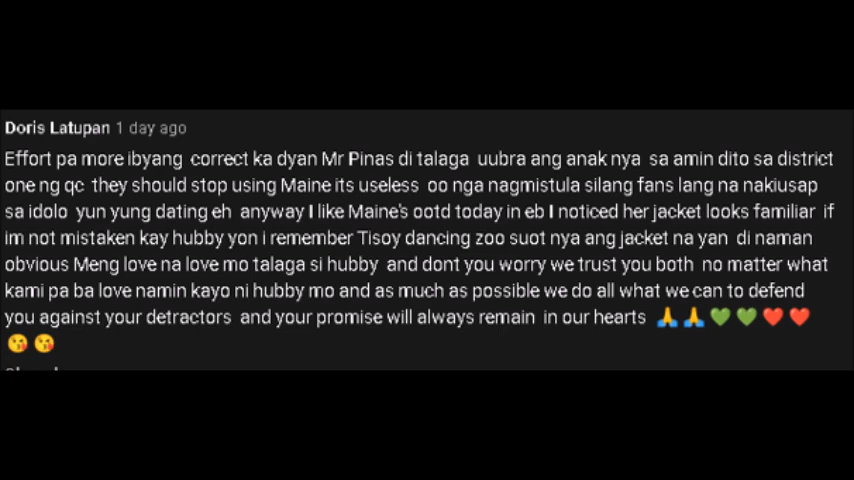 Doris Latupan 1 day ago
Effort pa more ibyang correct ka dyan Mr Pinas di talaga uubra ang anak nya sa amin dito sa district
one ng qc they should stop using Maine its useless oo nga nagmistula silang fans lang na nakiusap
sa idolo yun yung dating eh anyway I like Maine's ootd today in eb I noticed her jacket looks familiar if
im not mistaken kay hubby yon i remember Tisoy dancing zoo suot nya ang jacket na yan di naman
obvious Meng love na love mo talaga si hubby and dont you worry we trust you both no matter what
kami pa ba love namin kayo ni hubby mo and as much as possible we do all what we can to defend
you against your detractors and your promise will always remain in our hearts 🙏 🙏 💚 💚 ❤️ ❤️
😘 😘